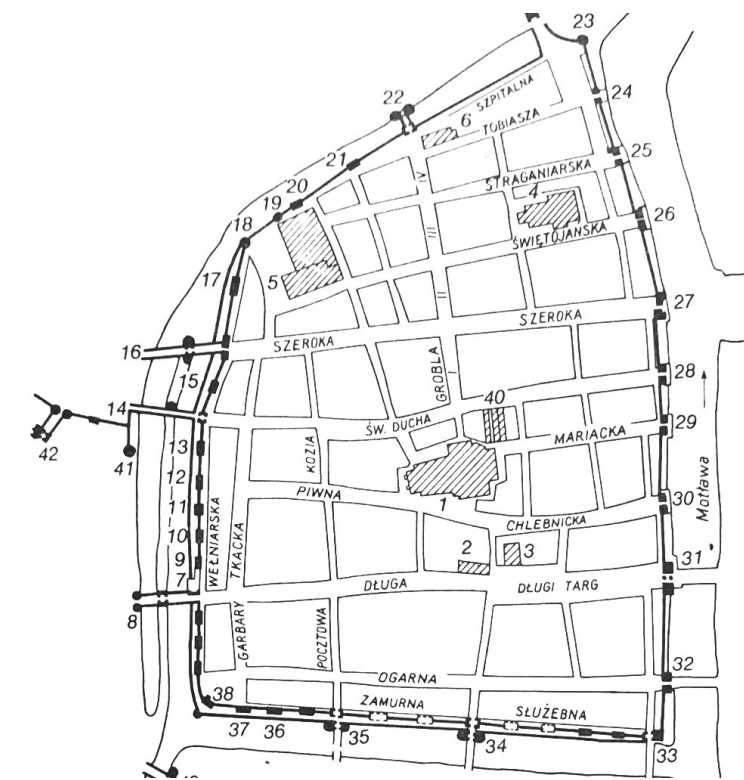 23
24
22
SZPITALNA
6
TOBIASZA
21
25
IV
STRAGANIARSKA
20
4
19
26
18
III
ŚWIĘTOJAŃSKA
17
5
II
27
SZEROKA
SZEROKA
16
28
15
GROBLA
I
40
14
29
ŚW. DUCHA
42
41
13
KOZIA
MARIACKA
12
PIWNA
30
Motława
11
1
CHLEBNICKA
10
WEŁNIARSKA
TKACKA
9
2
3
31
7
DŁUGA
DŁUGI TARG
8
GARBARY
POCZTOWA
OGARNA
32
38
ZAMURNA
SŁUŻEBNA
37
36
35
34
33